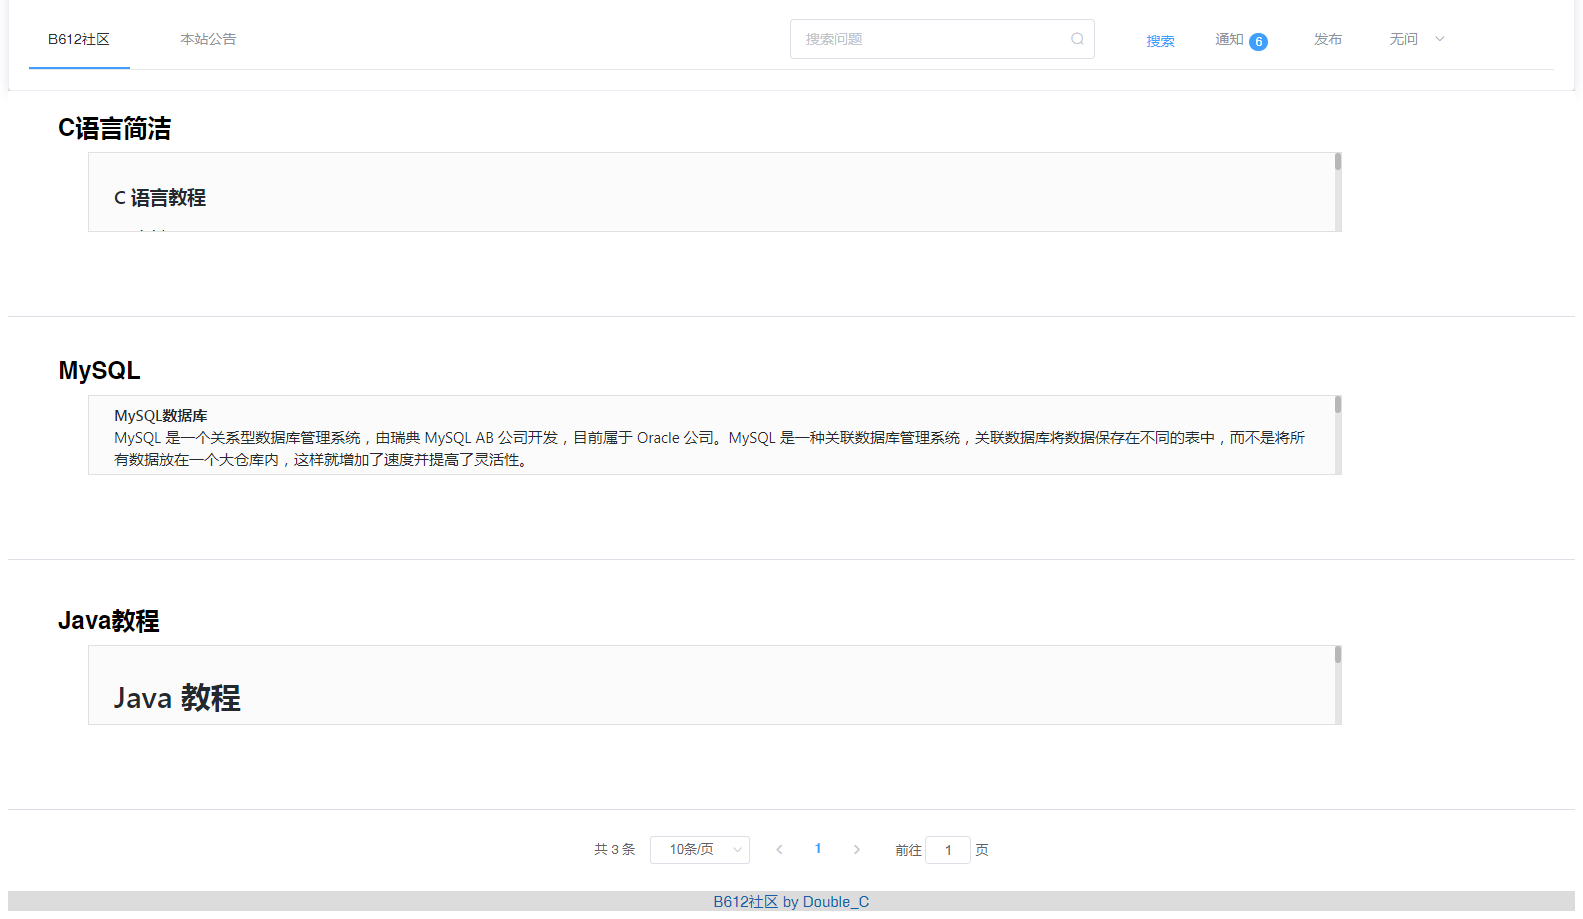 B612社区 本站公告 搜索问题 搜索 通知 6 发布 无问
C语言简洁
C 语言教程
MySQL
MySQL数据库
MySQL 是一个关系型数据库管理系统，由瑞典 MySQL AB 公司开发，目前属于 Oracle 公司。MySQL 是一种关联数据库管理系统，关联数据库将数据保存在不同的表中，而不是将所
有数据放在一个大仓库内，这样就增加了速度并提高了灵活性。
Java教程
Java 教程
共 3 条 10条/页 1 前往 1 页
B612社区 by Double_C